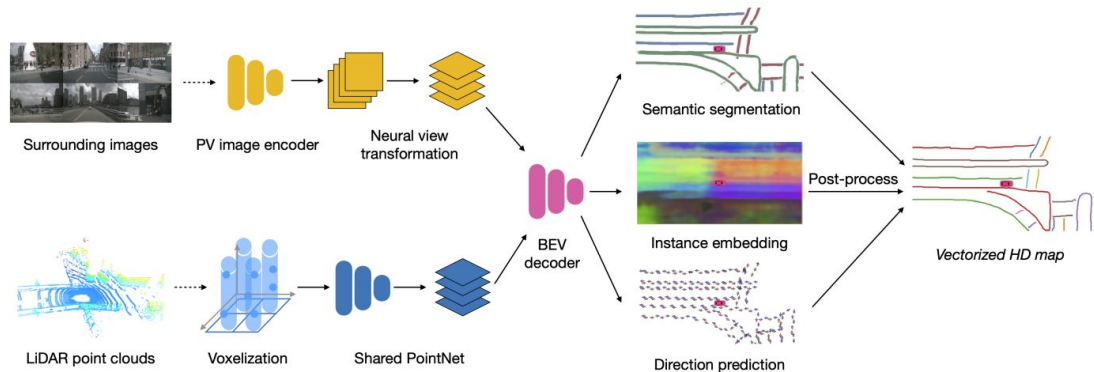 Surrounding images
PV image encoder
Neural view
transformation
LiDAR point clouds
Voxelization
Shared PointNet
BEV
decoder
Semantic segmentation
Instance embedding
Direction prediction
Post-process
Vectorized HD map